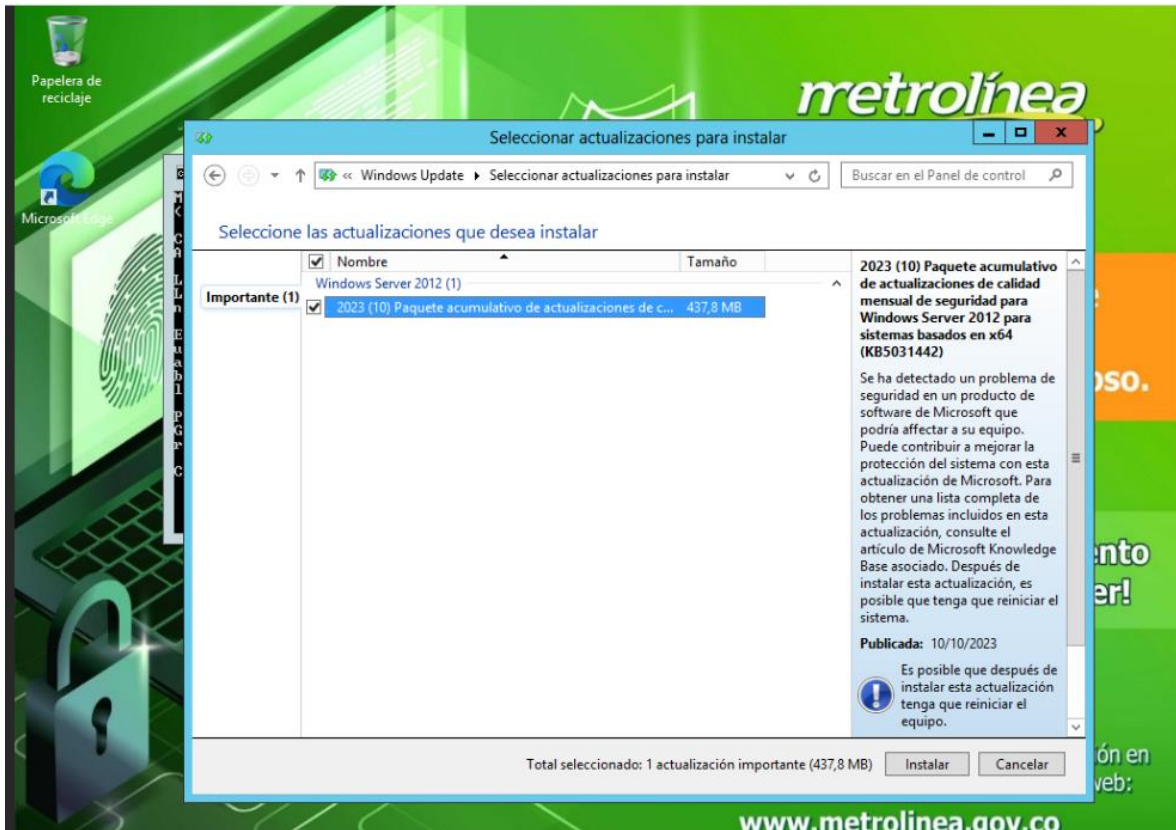 Papelera de
reciclaje
metrolínea
Seleccionar actualizaciones para instalar
« Windows Update ▸ Seleccionar actualizaciones para instalar
Buscar en el Panel de control
Microsoft Edge
Seleccione las actualizaciones que desea instalar
Nombre
Tamaño
Importante (1)
Windows Server 2012 (1)
2023 (10) Paquete acumulativo de actualizaciones de c... 437,8 MB
2023 (10) Paquete acumulativo
de actualizaciones de calidad
mensual de seguridad para
Windows Server 2012 para
sistemas basados en x64
(KB5031442)
Se ha detectado un problema de
seguridad en un producto de
software de Microsoft que
podría affectar a su equipo.
Puede contribuir a mejorar la
protección del sistema con esta
actualización de Microsoft. Para
obtener una lista completa de
los problemas incluidos en esta
actualización, consulte el
artículo de Microsoft Knowledge
Base asociado. Después de
instalar esta actualización, es
posible que tenga que reiniciar el
sistema.
Publicada: 10/10/2023
Es posible que después de
instalar esta actualización
tenga que reiniciar el
equipo.
oso.
ento
er!
ón en
web:
Total seleccionado: 1 actualización importante (437,8 MB)
Instalar
Cancelar
www.metrolinea.gov.co